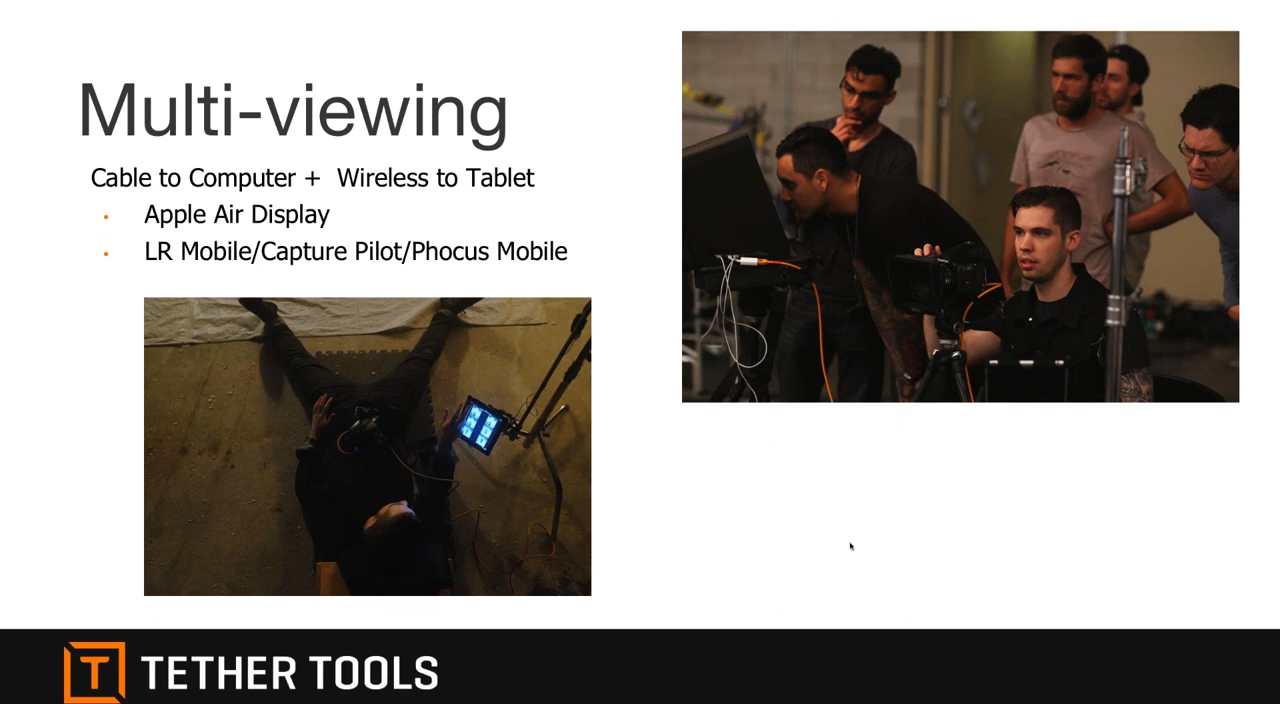 Multi-viewing
Cable to Computer +  Wireless to Tablet
• Apple Air Display
• LR Mobile/Capture Pilot/Phocus Mobile
T TETHER TOOLS